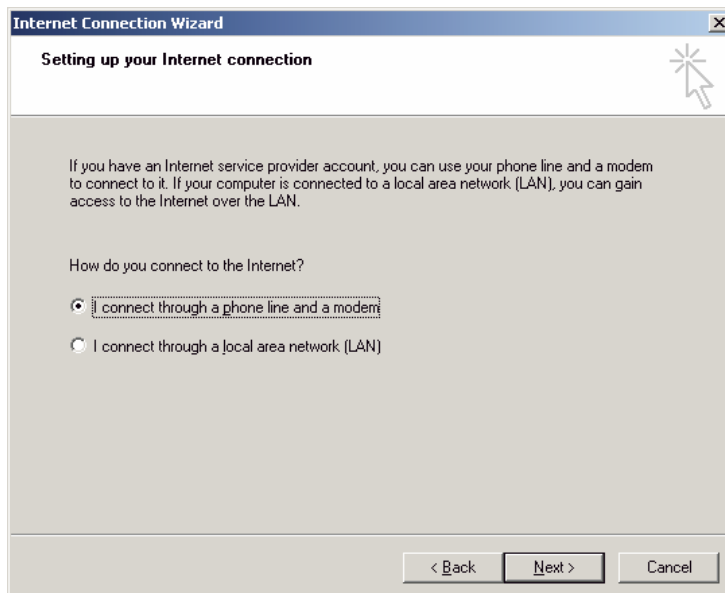 Internet Connection Wizard
Setting up your Internet connection
If you have an Internet service provider account, you can use your phone line and a modem
to connect to it. If your computer is connected to a local area network (LAN), you can gain
access to the Internet over the LAN.
How do you connect to the Internet?
I connect through a phone line and a modem
I connect through a local area network (LAN)
< Back Next > Cancel